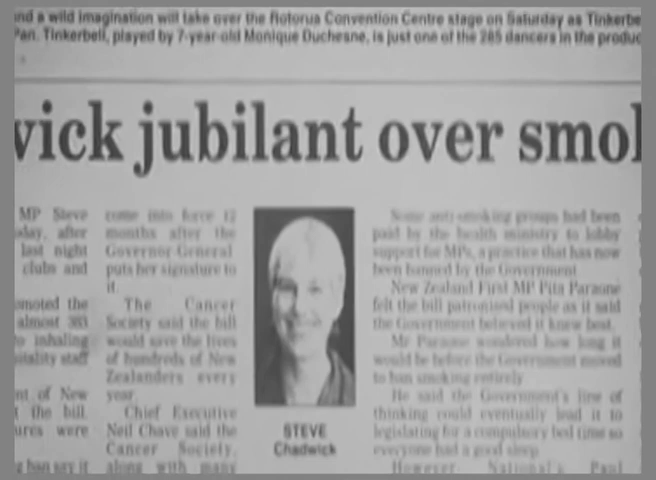 nd a wild imagination will take over the Rotorua Convention Centre stage on Saturday as Tinkerbe
Pan. Tinkerbell, played by 7-year-old Monique Duchesne, is just one of the 285 dancers in the produc
wick jubilant over smok
MP Steve
day, after
last night
clubs and
moted the
almost
inhaling
itality staff
nt of New
t the bill.
ures were
g ban say it
come into force 12
months after the
Governor-General
puts her signature to
it.
The Cancer
Society said the bill
would save the lives
of hundreds of New
Zealanders every
year.
Chief Executive
Neil Chave said the
Cancer Society,
along with many
STEVE
Chadwick
Some anti-smoking groups had been
paid by the health ministry to lobby
support for MPs, a practice that has now
been banned by the Government.
New Zealand First MP Pita Paraone
felt the bill patronised people as it said
the Government believed it knew best.
Mr Paraone wondered how long it
would be before the Government moved
to ban smoking entirely.
He said the Government's line of
thinking could eventually lead it to
legislating for a compulsory bed time so
everyone had a good sleep.
However, National's Paul